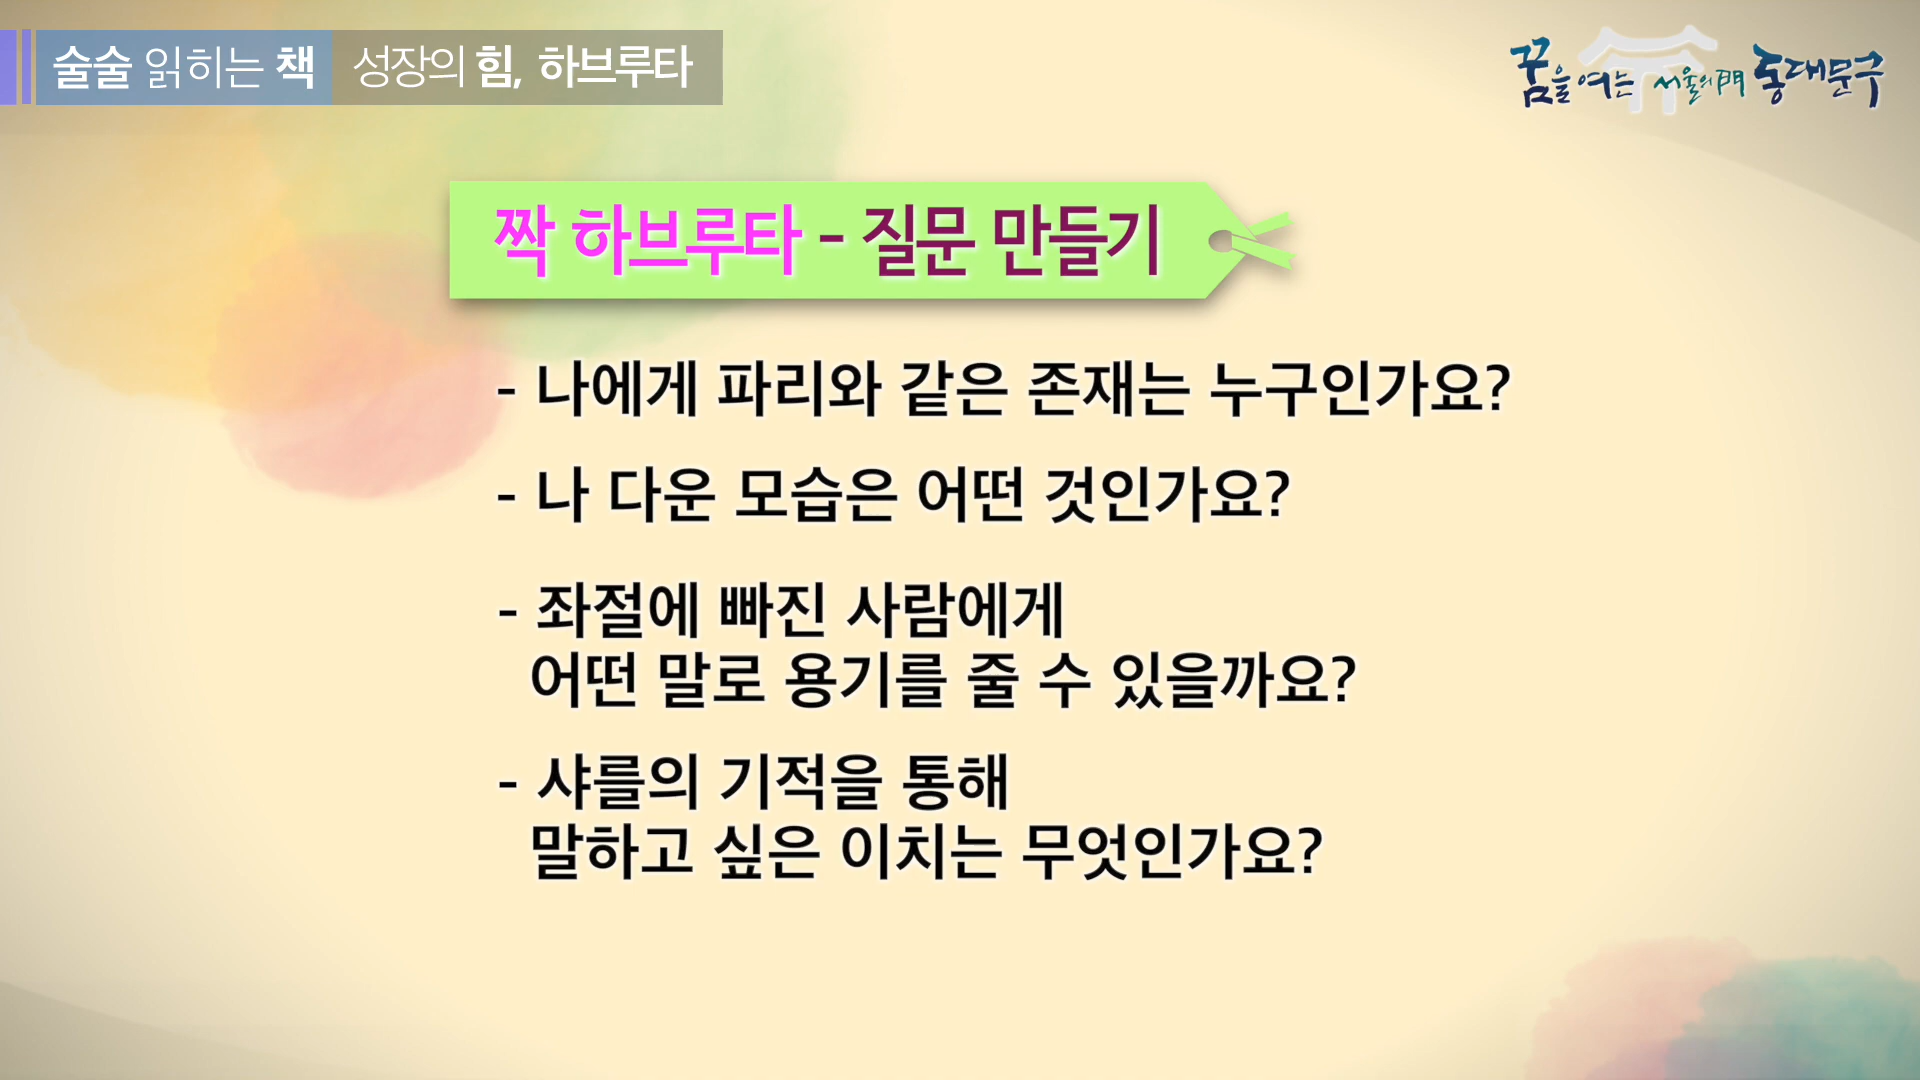 술술 읽히는 책 성장의 힘, 하브루타
꿈을 여는 서울의 門 동대문구
짝 하브루타 - 질문 만들기
- 나에게 파리와 같은 존재는 누구인가요?
- 나 다운 모습은 어떤 것인가요?
- 좌절에 빠진 사람에게
어떤 말로 용기를 줄 수 있을까요?
- 샤를의 기적을 통해
말하고 싶은 이치는 무엇인가요?